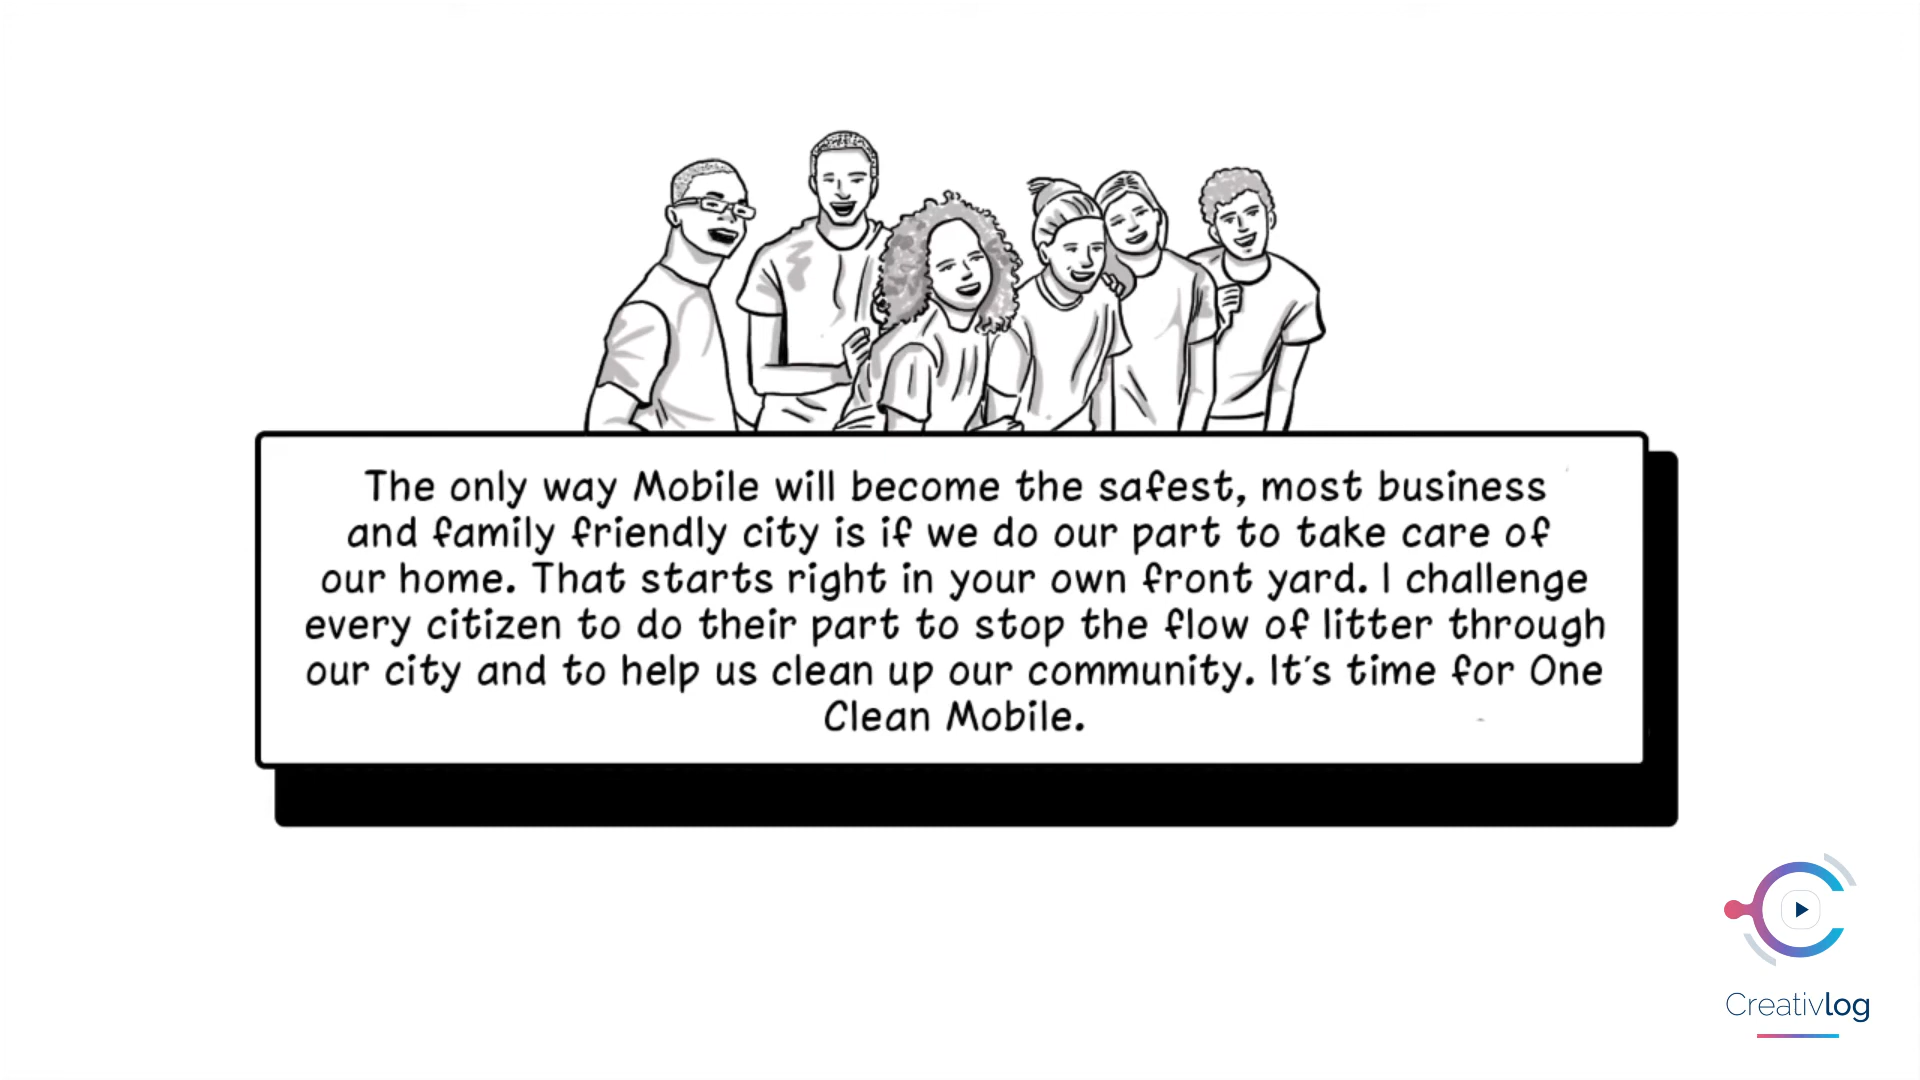 The only way Mobile will become the safest, most business
and family friendly city is if we do our part to take care of
our home. That starts right in your own front yard. I challenge
every citizen to do their part to stop the flow of litter through
our city and to help us clean up our community. It's time for One
Clean Mobile.
Creativlog